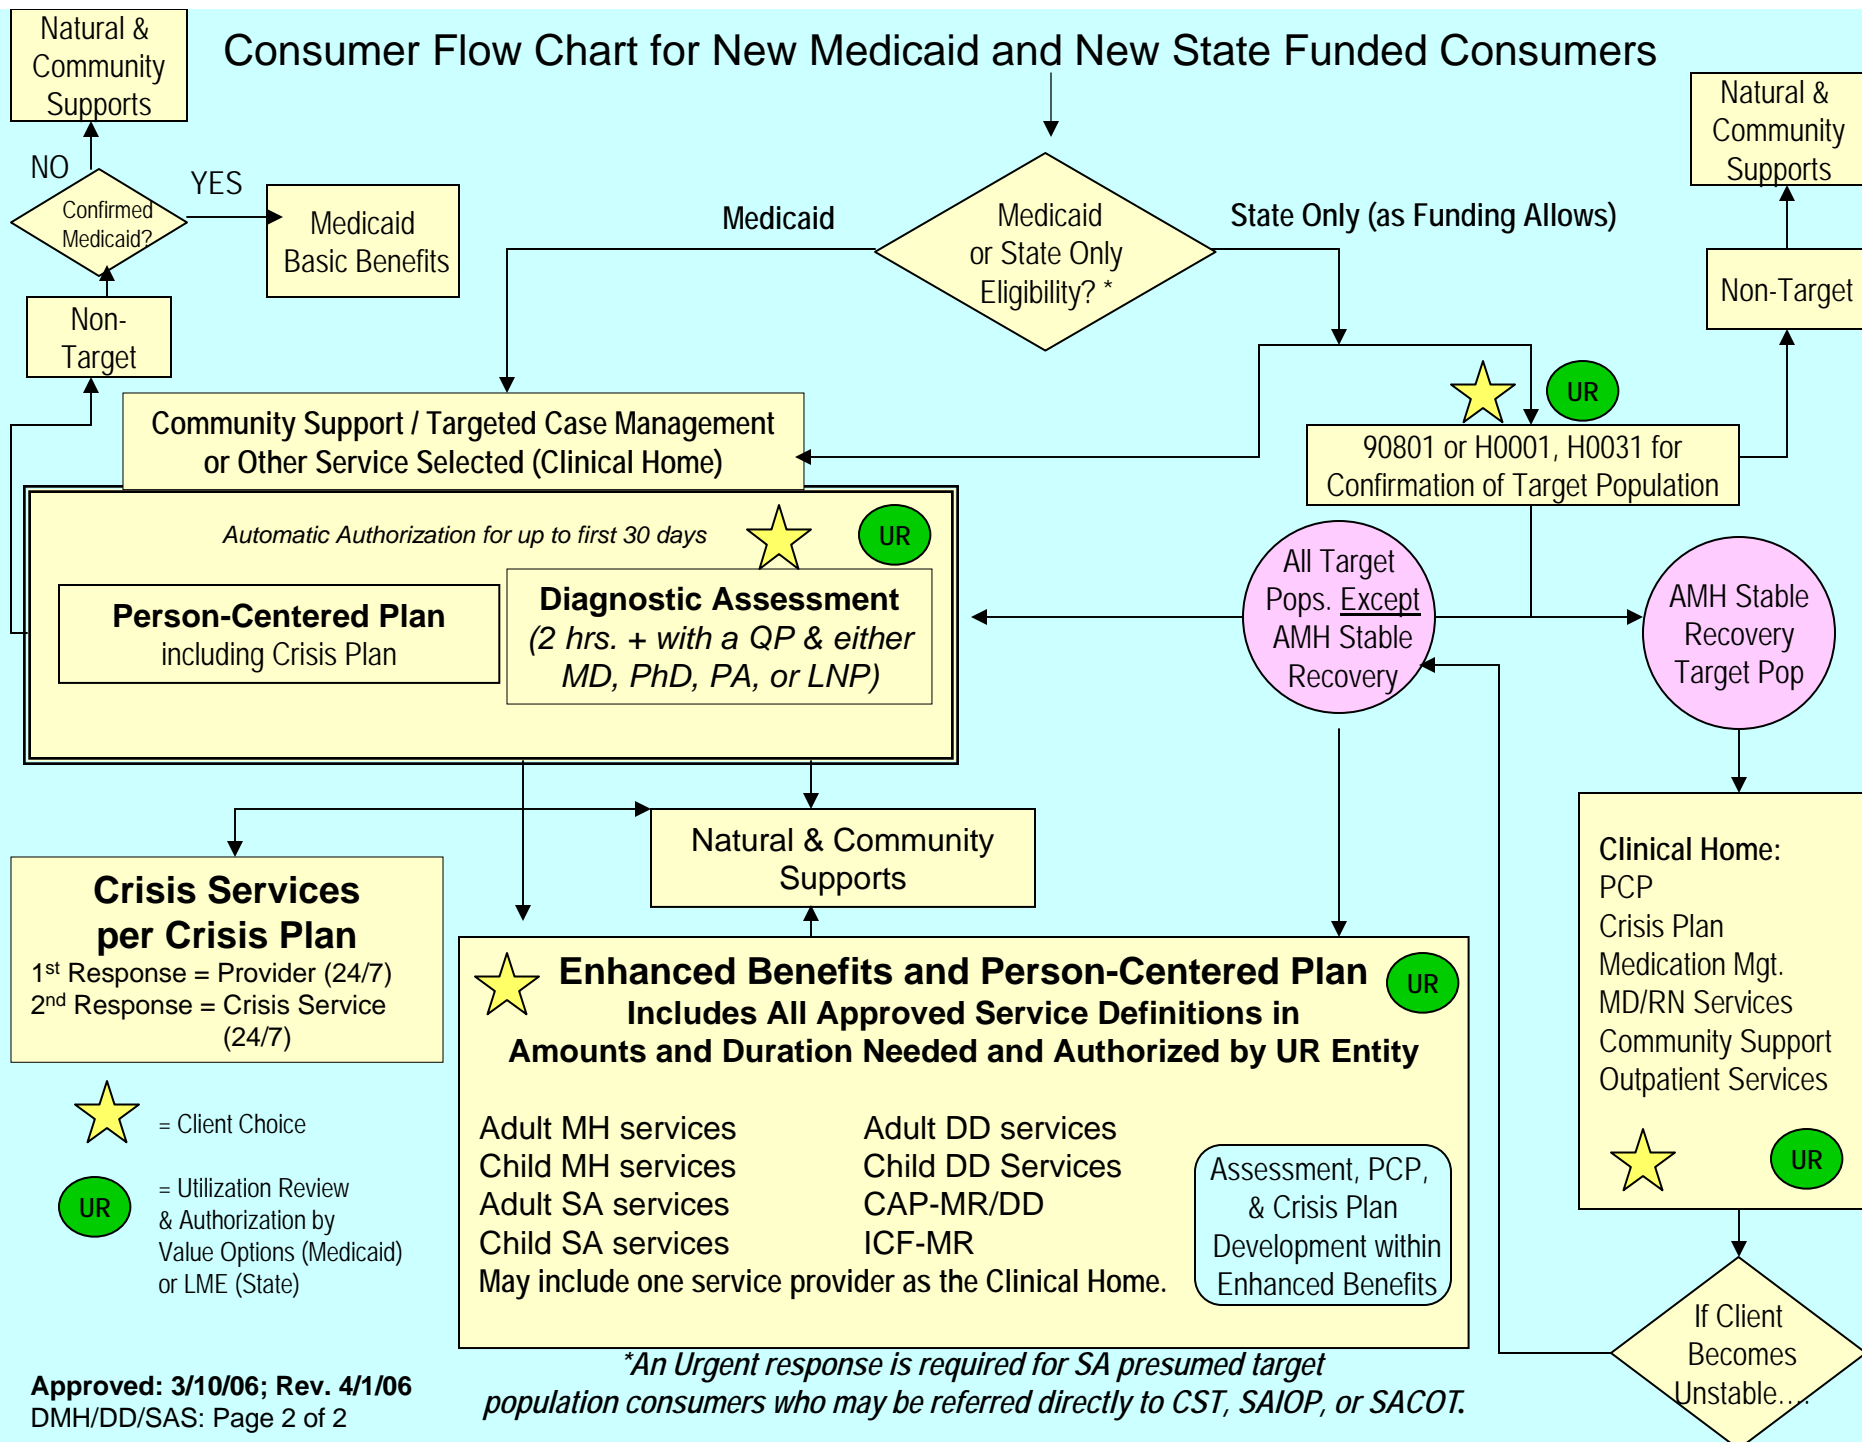 Natural &
Community
Supports
Consumer Flow Chart for New Medicaid and New State Funded Consumers
Natural &
Community
Supports
NO
YES
Confirmed
Medicaid?
Medicaid
Basic Benefits
Medicaid
Medicaid
or State Only
Eligibility? *
State Only (as Funding Allows)
Non-Target
Non-
Target
Community Support / Targeted Case Management
or Other Service Selected (Clinical Home)
UR
90801 or H0001, H0031 for
Confirmation of Target Population
Automatic Authorization for up to first 30 days
UR
Person-Centered Plan
including Crisis Plan
Diagnostic Assessment
(2 hrs. + with a QP & either
MD, PhD, PA, or LNP)
All Target
Pops. Except
AMH Stable
Recovery
AMH Stable
Recovery
Target Pop
Natural & Community
Supports
Crisis Services
per Crisis Plan
1st Response = Provider (24/7)
2nd Response = Crisis Service
(24/7)
Clinical Home:
PCP
Crisis Plan
Medication Mgt.
MD/RN Services
Community Support
Outpatient Services
UR
Enhanced Benefits and Person-Centered Plan
UR
Includes All Approved Service Definitions in
Amounts and Duration Needed and Authorized by UR Entity
Adult MH services
Child MH services
Adult SA services
Child SA services
Adult DD services
Child DD Services
CAP-MR/DD
ICF-MR
May include one service provider as the Clinical Home.
Assessment, PCP,
& Crisis Plan
Development within
Enhanced Benefits
= Client Choice
UR
= Utilization Review
& Authorization by
Value Options (Medicaid)
or LME (State)
If Client
Becomes
Unstable....
*An Urgent response is required for SA presumed target
population consumers who may be referred directly to CST, SAIOP, or SACOT.
Approved: 3/10/06; Rev. 4/1/06
DMH/DD/SAS: Page 2 of 2